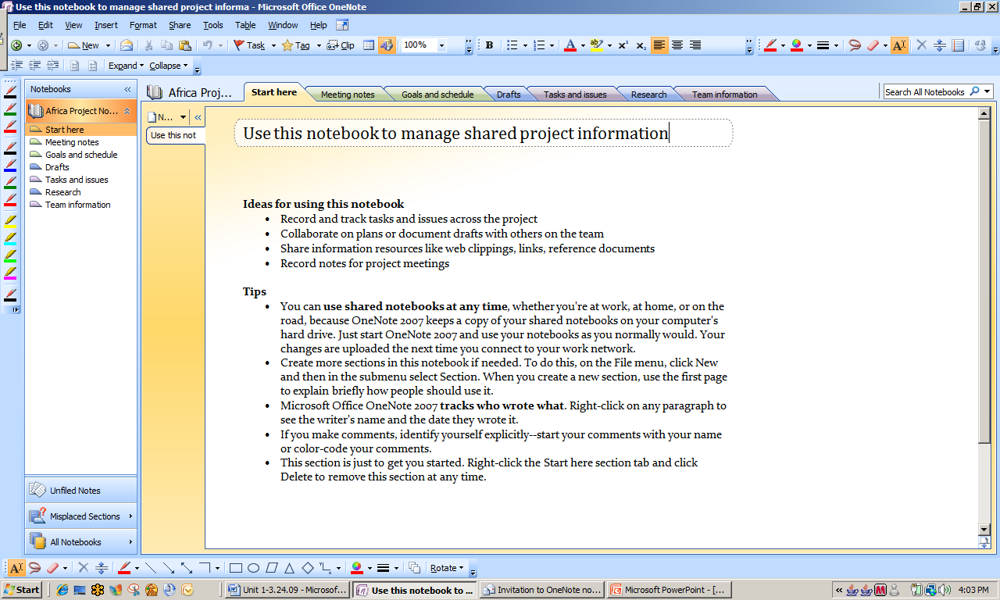 Use this notebook to manage shared project informa - Microsoft Office OneNote
File Edit View Insert Format Share Tools Table Window Help
New Task Tag Clip 100% B
Expand Collapse
Notebooks
Africa Project No...
Start here
Meeting notes
Goals and schedule
Drafts
Tasks and issues
Research
Team information
Unfiled Notes
Misplaced Sections
All Notebooks
Africa Proj... Start here Meeting notes Goals and schedule Drafts Tasks and issues Research Team information Search All Notebooks
N...
Use this not
Use this notebook to manage shared project information
Ideas for using this notebook
• Record and track tasks and issues across the project
• Collaborate on plans or document drafts with others on the team
• Share information resources like web clippings, links, reference documents
• Record notes for project meetings
Tips
• You can use shared notebooks at any time, whether you're at work, at home, or on the
road, because OneNote 2007 keeps a copy of your shared notebooks on your computer's
hard drive. Just start OneNote 2007 and use your notebooks as you normally would. Your
changes are uploaded the next time you connect to your work network.
• Create more sections in this notebook if needed. To do this, on the File menu, click New
and then in the submenu select Section. When you create a new section, use the first page
to explain briefly how people should use it.
• Microsoft Office OneNote 2007 tracks who wrote what. Right-click on any paragraph to
see the writer's name and the date they wrote it.
• If you make comments, identify yourself explicitly--start your comments with your name
or color-code your comments.
• This section is just to get you started. Right-click the Start here section tab and click
Delete to remove this section at any time.
Rotate
Start Unit 1-3.24.09 - Microsof... Use this notebook to ... Invitation to OneNote no... Microsoft PowerPoint - [... 4:03 PM